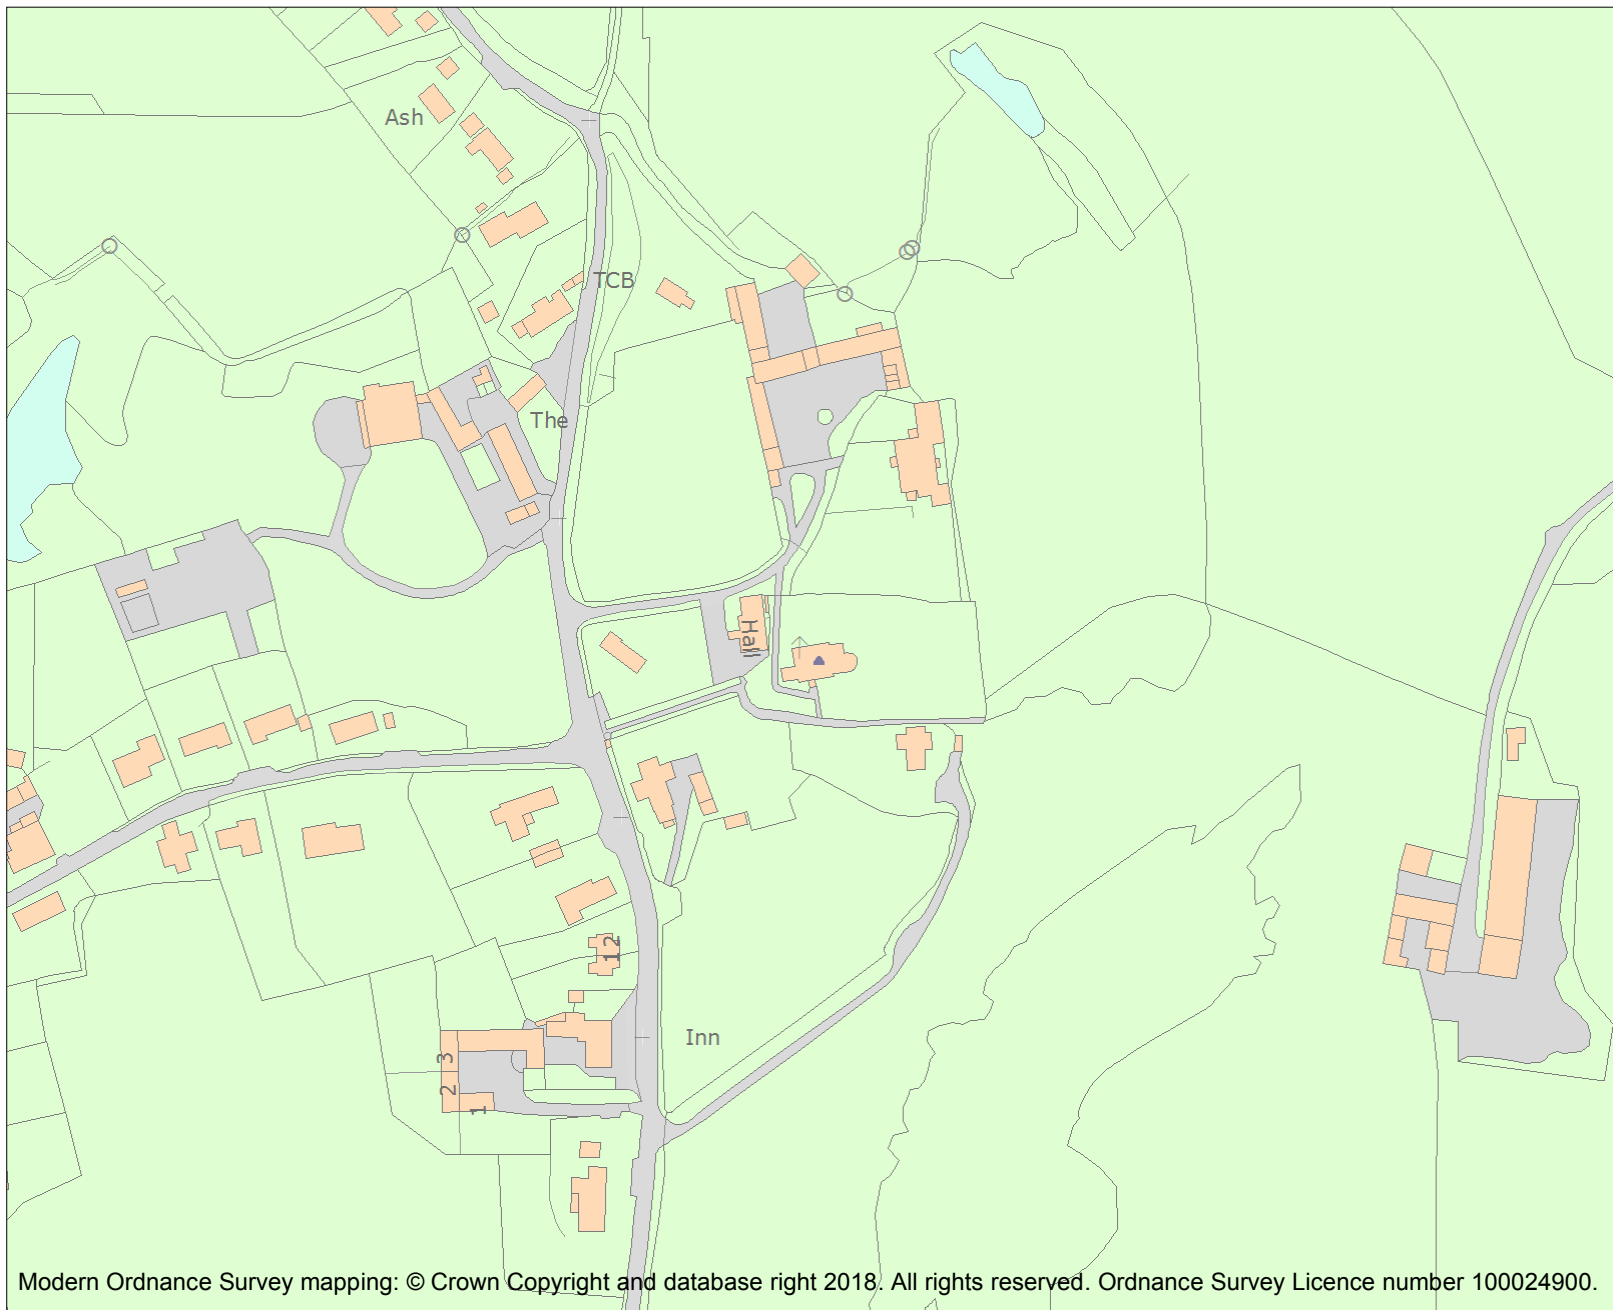 Ash
TCB
The
Hall
12
Inn
3
2
1
Modern Ordnance Survey mapping: © Crown Copyright and database right 2018. All rights reserved. Ordnance Survey Licence number 100024900.